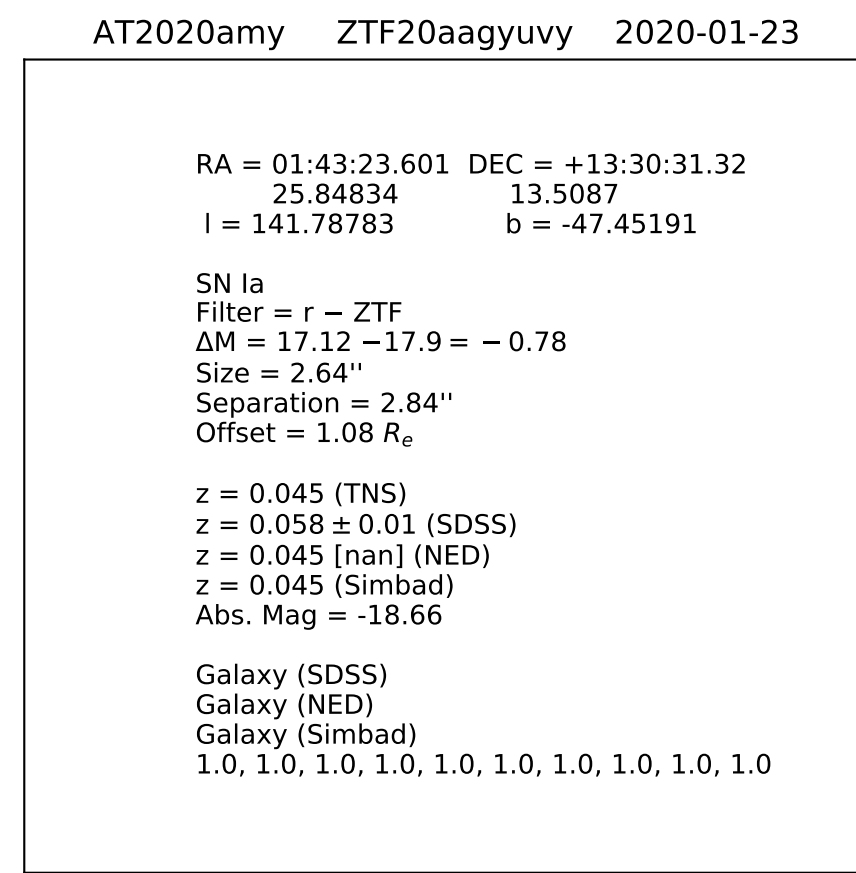 AT2020amy ZTF20aagyuvy 2020-01-23
RA = 01:43:23.601 DEC = +13:30:31.32
25.84834 13.5087
l = 141.78783 b = -47.45191
SN Ia
Filter = r − ZTF
ΔM = 17.12 −17.9 = − 0.78
Size = 2.64''
Separation = 2.84''
Offset = 1.08 Rₑ
z = 0.045 (TNS)
z = 0.058 ± 0.01 (SDSS)
z = 0.045 [nan] (NED)
z = 0.045 (Simbad)
Abs. Mag = -18.66
Galaxy (SDSS)
Galaxy (NED)
Galaxy (Simbad)
1.0, 1.0, 1.0, 1.0, 1.0, 1.0, 1.0, 1.0, 1.0, 1.0